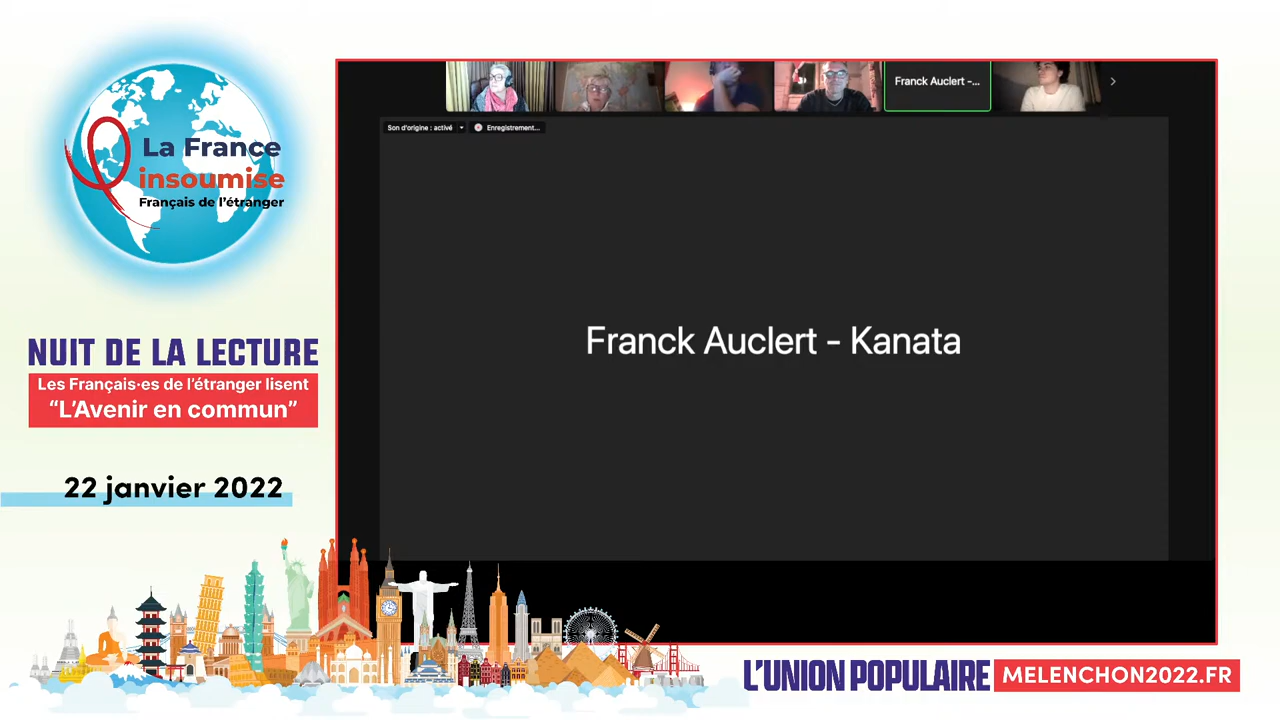 La France
insoumise
Français de l'étranger
NUIT DE LA LECTURE
Les Français·es de l'étranger lisent
“L'Avenir en commun”
22 janvier 2022
Franck Auclert -...
Son d'origine : activé
Enregistrement...
Franck Auclert - Kanata
L'UNION POPULAIRE
MELENCHON2022.FR